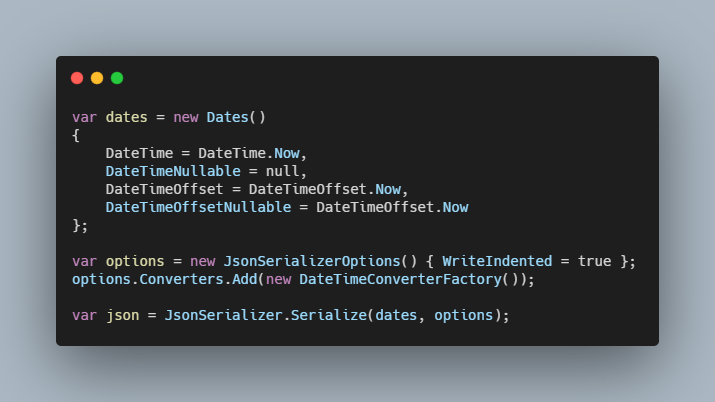 var dates = new Dates()
{
    DateTime = DateTime.Now,
    DateTimeNullable = null,
    DateTimeOffset = DateTimeOffset.Now,
    DateTimeOffsetNullable = DateTimeOffset.Now
};
var options = new JsonSerializerOptions() { WriteIndented = true };
options.Converters.Add(new DateTimeConverterFactory());
var json = JsonSerializer.Serialize(dates, options);